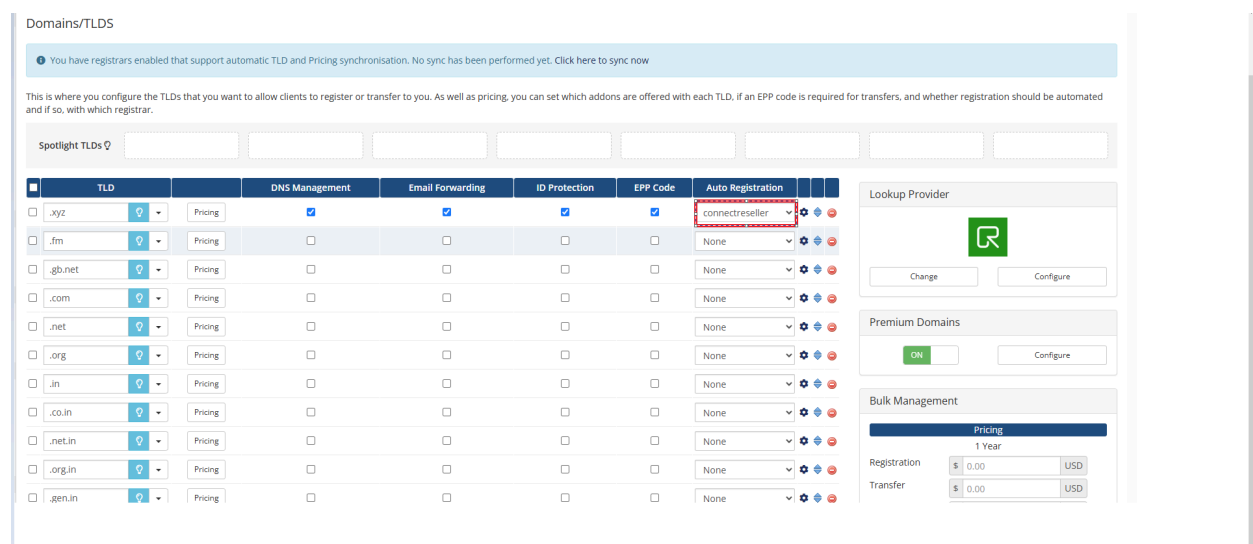 Domains/TLDS
You have registrars enabled that support automatic TLD and Pricing synchronisation. No sync has been performed yet. Click here to sync now
This is where you configure the TLDs that you want to allow clients to register or transfer to you. As well as pricing, you can set which addons are offered with each TLD, if an EPP code is required for transfers, and whether registration should be automated
and if so, with which registrar.
Spotlight TLDs
TLD DNS Management Email Forwarding ID Protection EPP Code Auto Registration
.xyz Pricing connectreseller
.fm Pricing None
.gb.net Pricing None
.com Pricing None
.net Pricing None
.org Pricing None
.in Pricing None
.co.in Pricing None
.net.in Pricing None
.org.in Pricing None
.gen.in Pricing None
Lookup Provider
Change Configure
Premium Domains
ON Configure
Bulk Management
Pricing
1 Year
Registration $ 0.00 USD
Transfer $ 0.00 USD